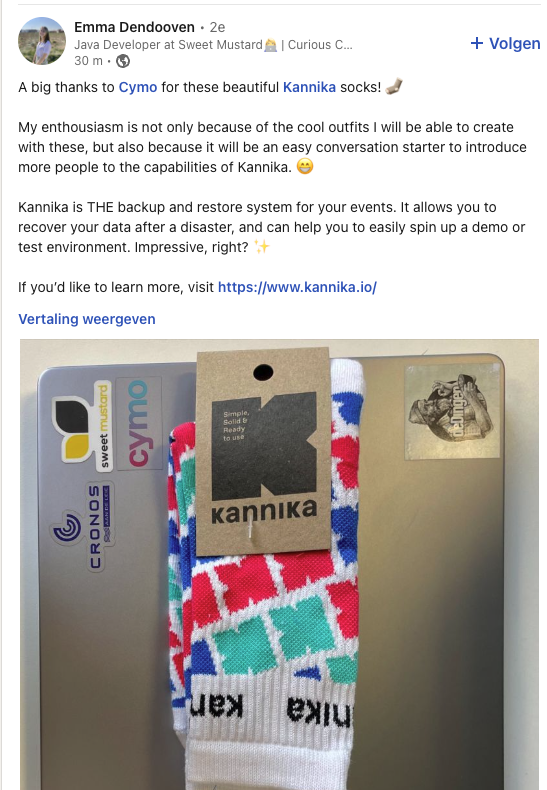 Emma Dendooven • 2e
Java Developer at Sweet Mustard | Curious C...
30 m •
+ Volgen
A big thanks to Cymo for these beautiful Kannika socks! 🧦
My enthusiasm is not only because of the cool outfits I will be able to create
with these, but also because it will be an easy conversation starter to introduce
more people to the capabilities of Kannika. 😁
Kannika is THE backup and restore system for your events. It allows you to
recover your data after a disaster, and can help you to easily spin up a demo or
test environment. Impressive, right? ✨
If you’d like to learn more, visit https://www.kannika.io/
Vertaling weergeven
sweet mustard
cymo
CRONOS
Simple,
Solid &
Ready
to use
kannika
defunded
kan
nika